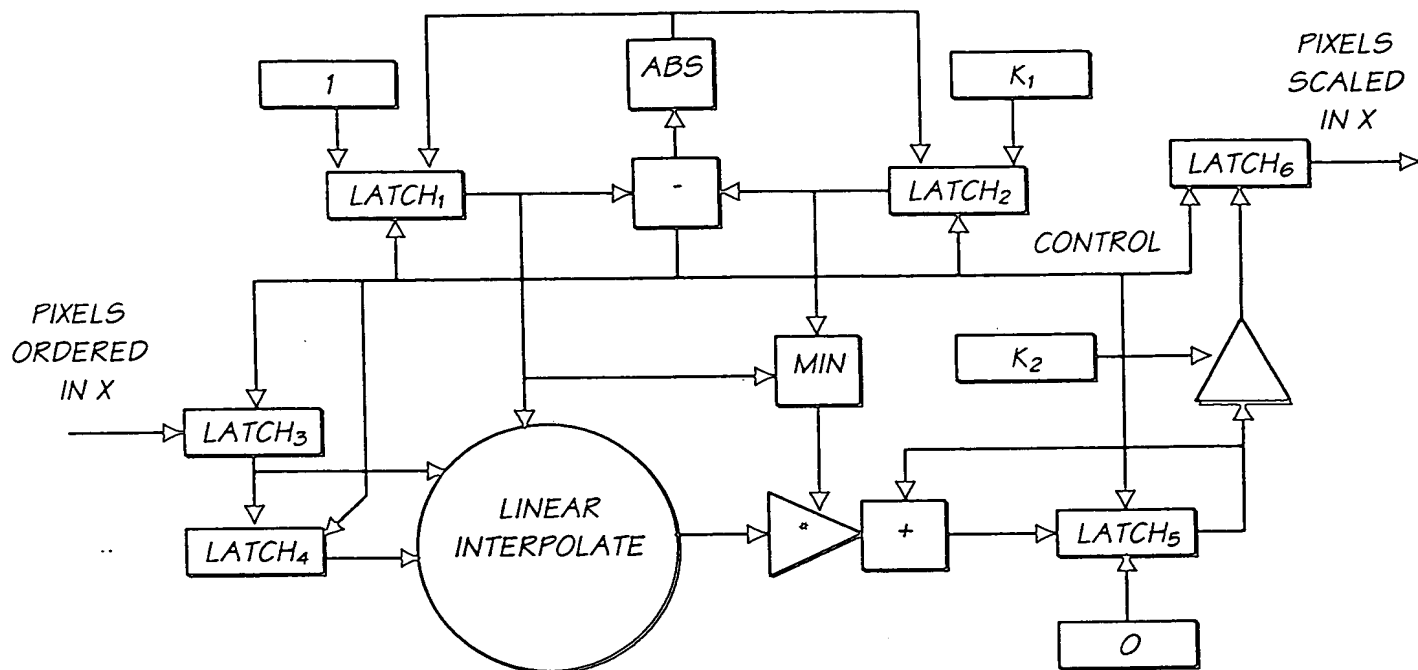 ABS
1
K₁
PIXELS
SCALED
IN X
LATCH₁
-
LATCH₂
LATCH₆
CONTROL
PIXELS
ORDERED
IN X
MIN
K₂
LATCH₃
LINEAR
INTERPOLATE
*
+
LATCH₅
LATCH₄
0